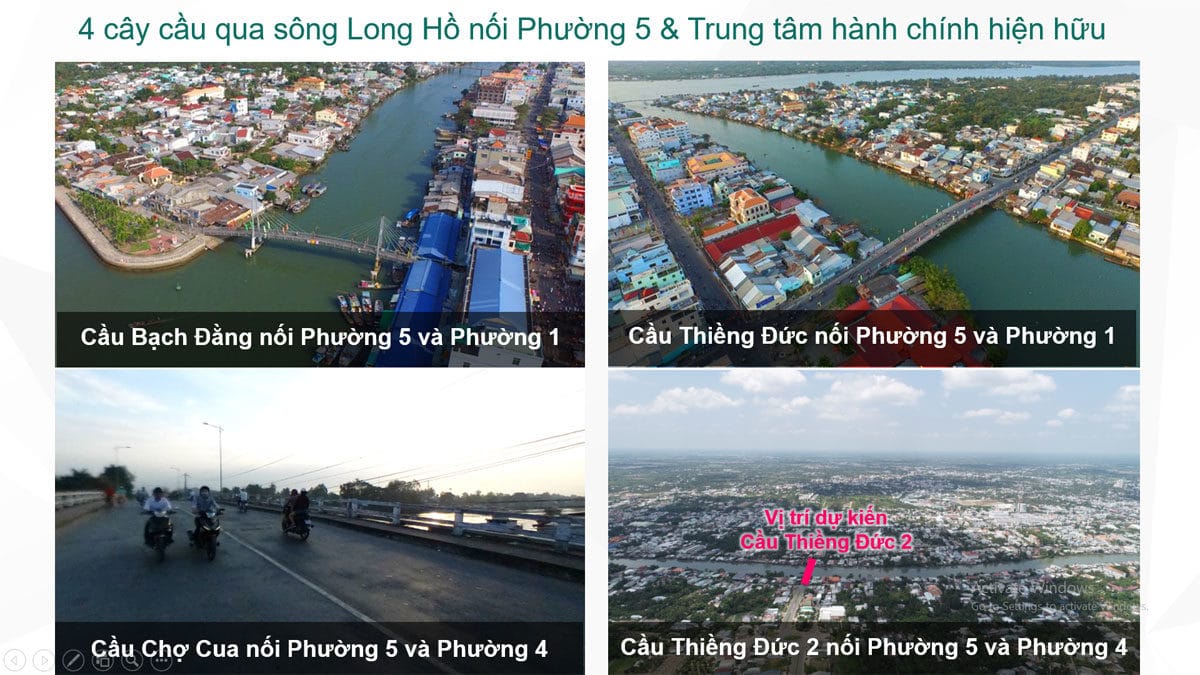 4 cây cầu qua sông Long Hồ nối Phường 5 & Trung tâm hành chính hiện hữu
Cầu Bạch Đằng nối Phường 5 và Phường 1
Cầu Thiềng Đức nối Phường 5 và Phường 1
Vị trí dự kiến
Cầu Thiềng Đức 2
Activate Windows
Go to Settings to activate Windows.
Cầu Chợ Cua nối Phường 5 và Phường 4
Cầu Thiềng Đức 2 nối Phường 5 và Phường 4